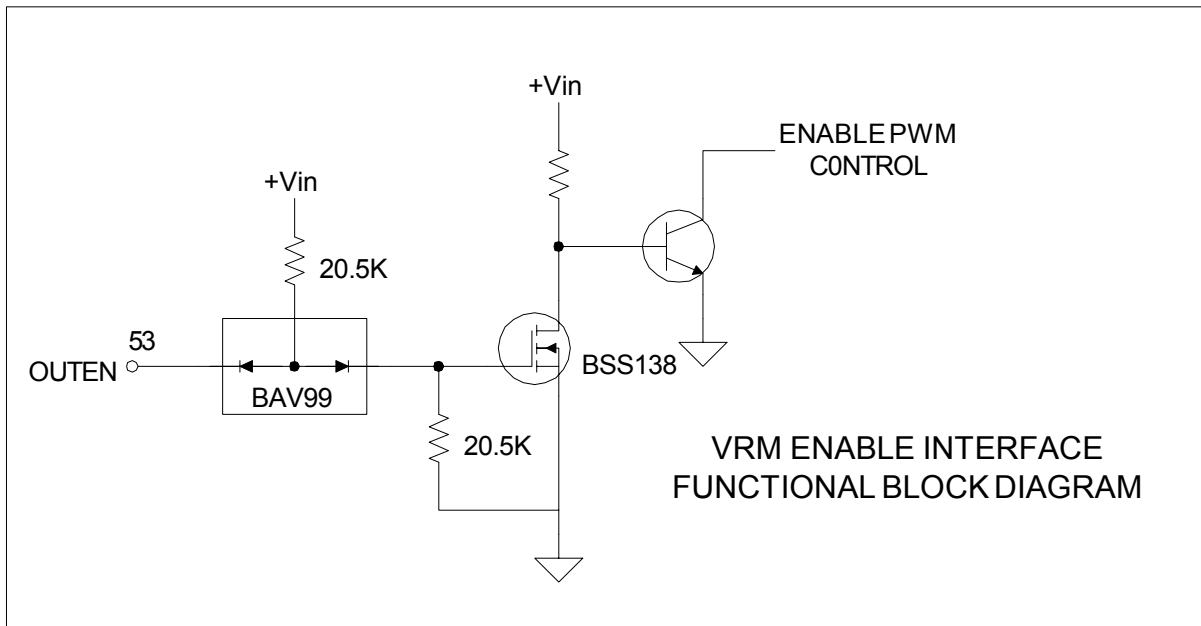 +Vin
ENABLE PWM
C0NTROL
+Vin
20.5K
53
OUTEN
BAV99
BSS138
20.5K
VRM ENABLE INTERFACE
FUNCTIONAL BLOCK DIAGRAM